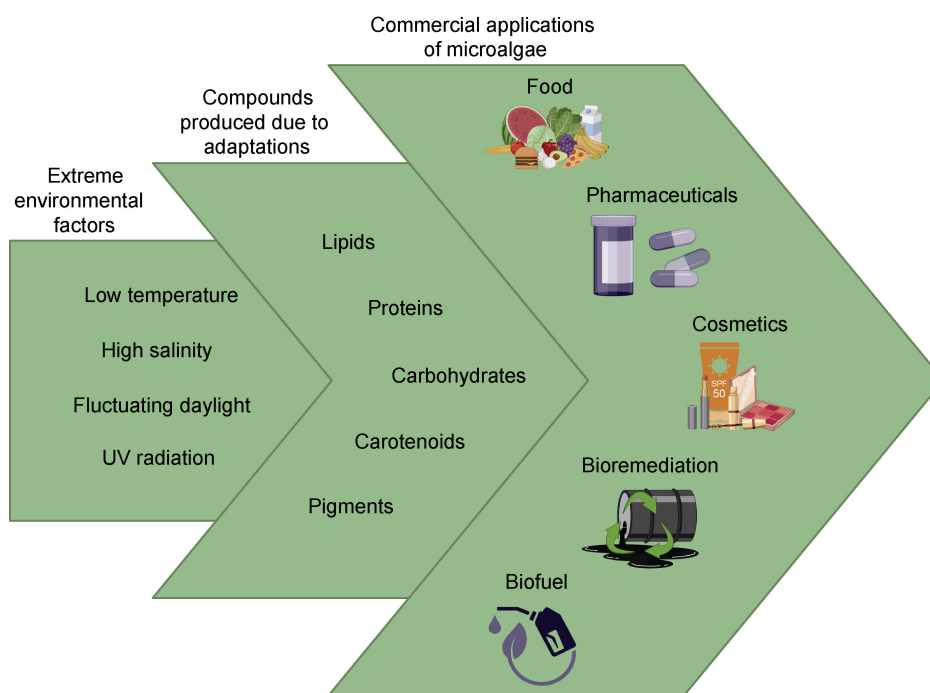 Extreme
environmental
factors
Low temperature
High salinity
Fluctuating daylight
UV radiation
Compounds
produced due to
adaptations
Lipids
Proteins
Carbohydrates
Carotenoids
Pigments
Commercial applications
of microalgae
Food
Pharmaceuticals
Cosmetics
SPF
50
Bioremediation
Biofuel